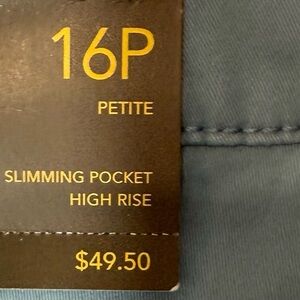 16P
PETITE
SLIMMING POCKET
HIGH RISE
$49.50